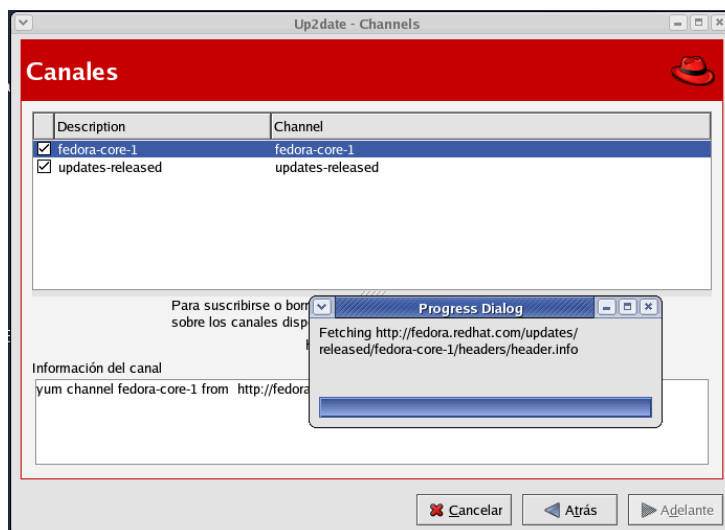 Up2date - Channels
Canales
Description Channel
fedora-core-1 fedora-core-1
updates-released updates-released
Para suscribirse o borr
sobre los canales disp
Progress Dialog
Fetching http://fedora.redhat.com/updates/
released/fedora-core-1/headers/header.info
Información del canal
yum channel fedora-core-1 from http://fedora
Cancelar Atrás Adelante